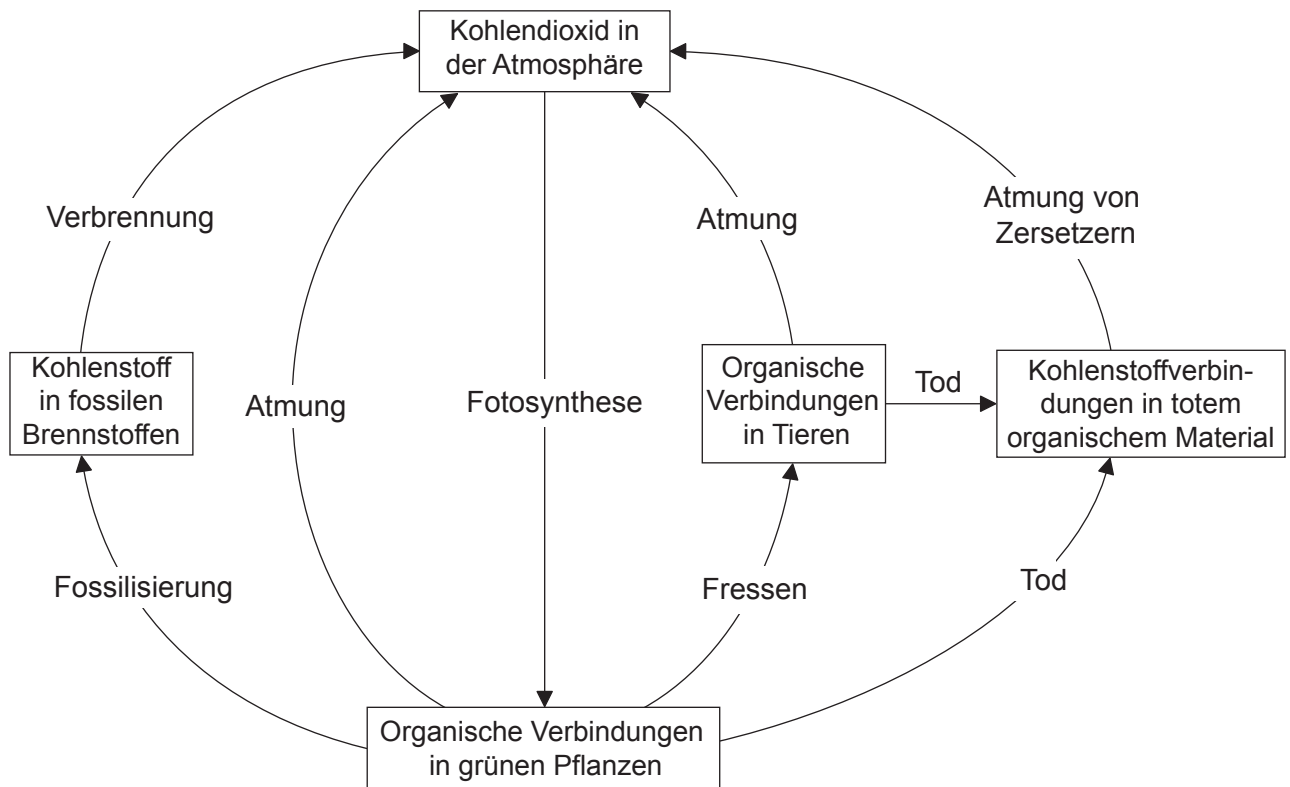 Kohlendioxid in
der Atmosphäre
Verbrennung
Atmung
Atmung von
Zersetzern
Kohlenstoff
in fossilen
Brennstoffen
Atmung
Fotosynthese
Organische
Verbindungen
in Tieren
Tod
Kohlenstoffverbin-
dungen in totem
organischem Material
Fossilisierung
Fressen
Tod
Organische Verbindungen
in grünen Pflanzen